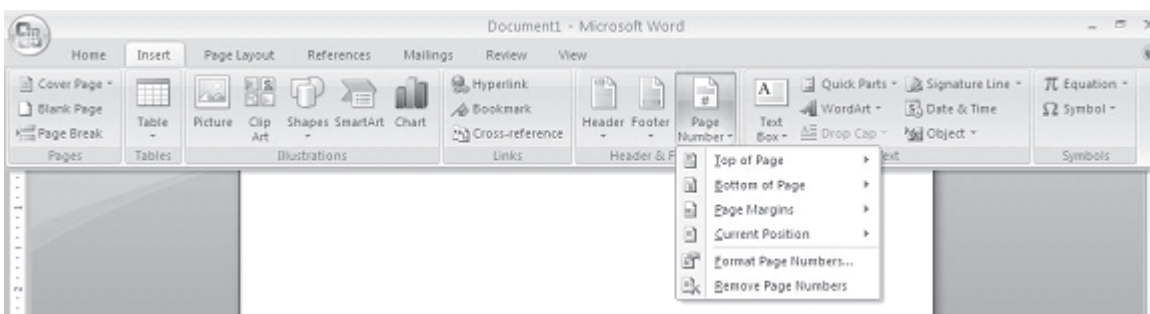 Document1 - Microsoft Word
Home Insert Page Layout References Mailings Review View
Cover Page
Blank Page
Page Break
Pages
Table
Tables
Picture
Clip Art
Shapes
SmartArt
Chart
Illustrations
Hyperlink
Bookmark
Cross-reference
Links
Header
Footer
Page Number
Header & F
Text Box
Quick Parts
WordArt
Drop Cap
Signature Line
Date & Time
Object
ext
Equation
Symbol
Symbols
Top of Page
Bottom of Page
Page Margins
Current Position
Format Page Numbers...
Remove Page Numbers